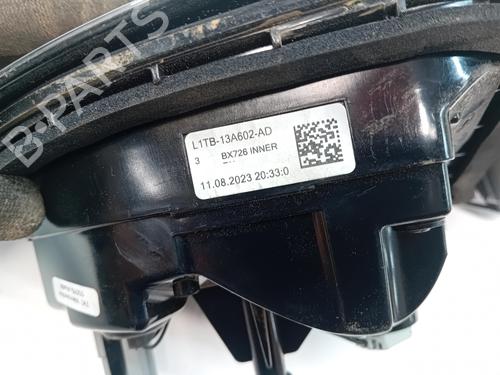 B-PARTS
L1TB-13A602-AD
3 BX726 INNER
11.08.2023 20:33:0